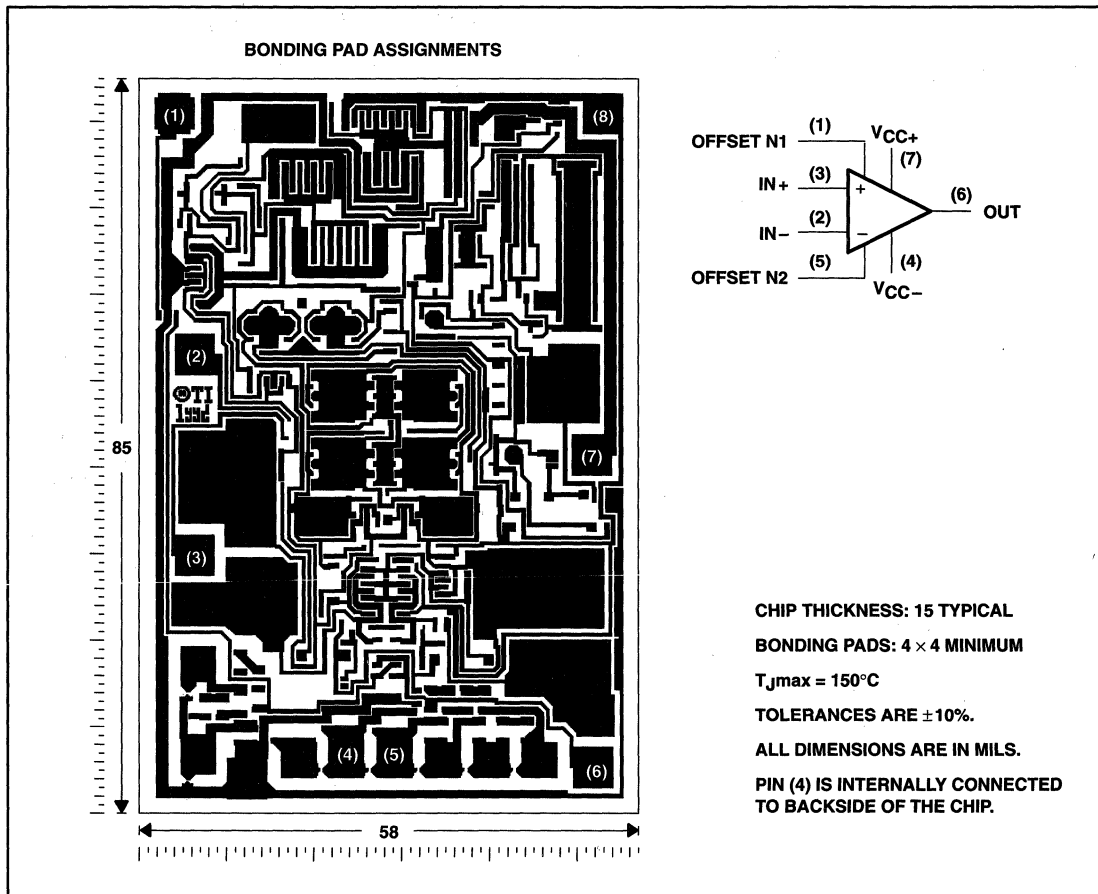 BONDING PAD ASSIGNMENTS
(1)
(8)
(2)
©TI
1992
(7)
(3)
(4)
(5)
(6)
85
58
OFFSET N1
(1)
VCC+
(7)
IN+
(3)
+
(6)
OUT
IN−
(2)
−
OFFSET N2
(5)
(4)
VCC−
CHIP THICKNESS: 15 TYPICAL
BONDING PADS: 4 × 4 MINIMUM
TJmax = 150°C
TOLERANCES ARE ±10%.
ALL DIMENSIONS ARE IN MILS.
PIN (4) IS INTERNALLY CONNECTED
TO BACKSIDE OF THE CHIP.